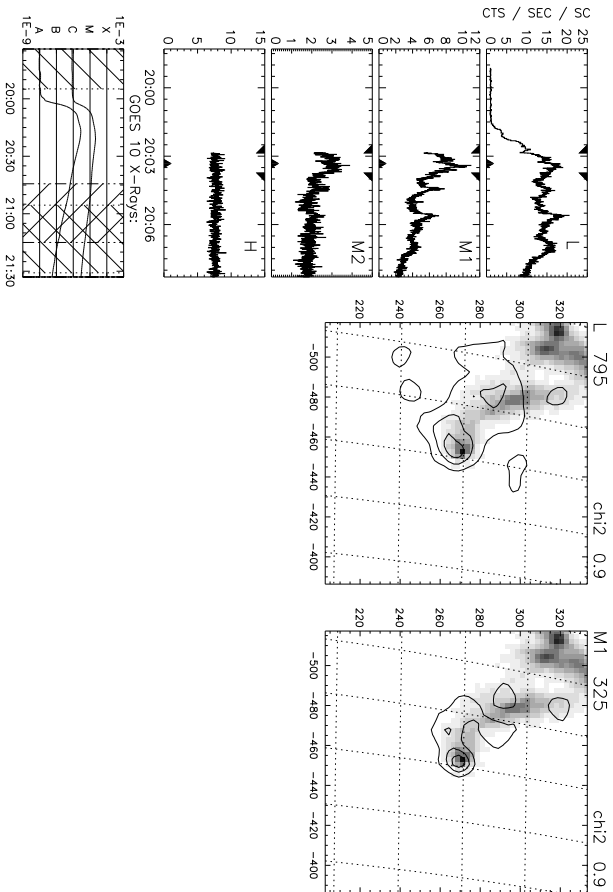 CTS / SEC / SC
0 5 10 15 20 25
L
0 2 4 6 8 10 12
M1
0 1 2 3 4 5
M2
0 5 10 15
H
20:00 20:03 20:06
GOES 10 X-Rays:
1E-3
X
M
C
B
A
1E-9
20:00 20:30 21:00 21:30
L 795 chi2 0.9
320
300
280
260
240
220
-500 -480 -460 -440 -420 -400
M1 325 chi2 0.9
320
300
280
260
240
220
-500 -480 -460 -440 -420 -400